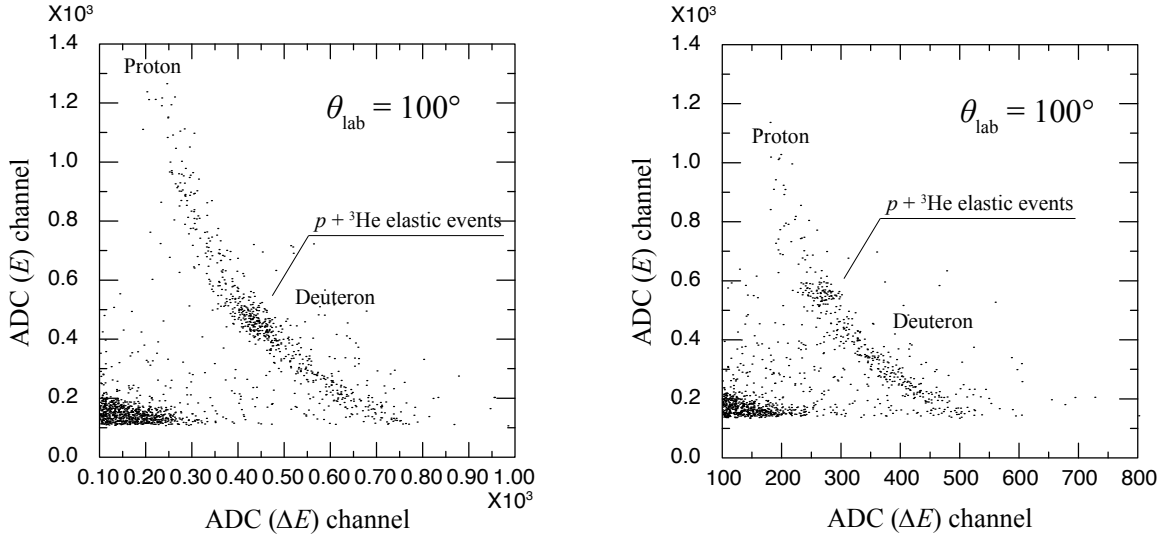 X10³
1.4
1.2
1.0
0.8
0.6
0.4
0.2
0.0
ADC (E) channel
Proton
θlab = 100°
p + ³He elastic events
Deuteron
0.10 0.20 0.30 0.40 0.50 0.60 0.70 0.80 0.90 1.00
X10³
ADC (ΔE) channel
X10³
1.4
1.2
1.0
0.8
0.6
0.4
0.2
0.0
ADC (E) channel
θlab = 100°
Proton
p + ³He elastic events
Deuteron
100 200 300 400 500 600 700 800
ADC (ΔE) channel